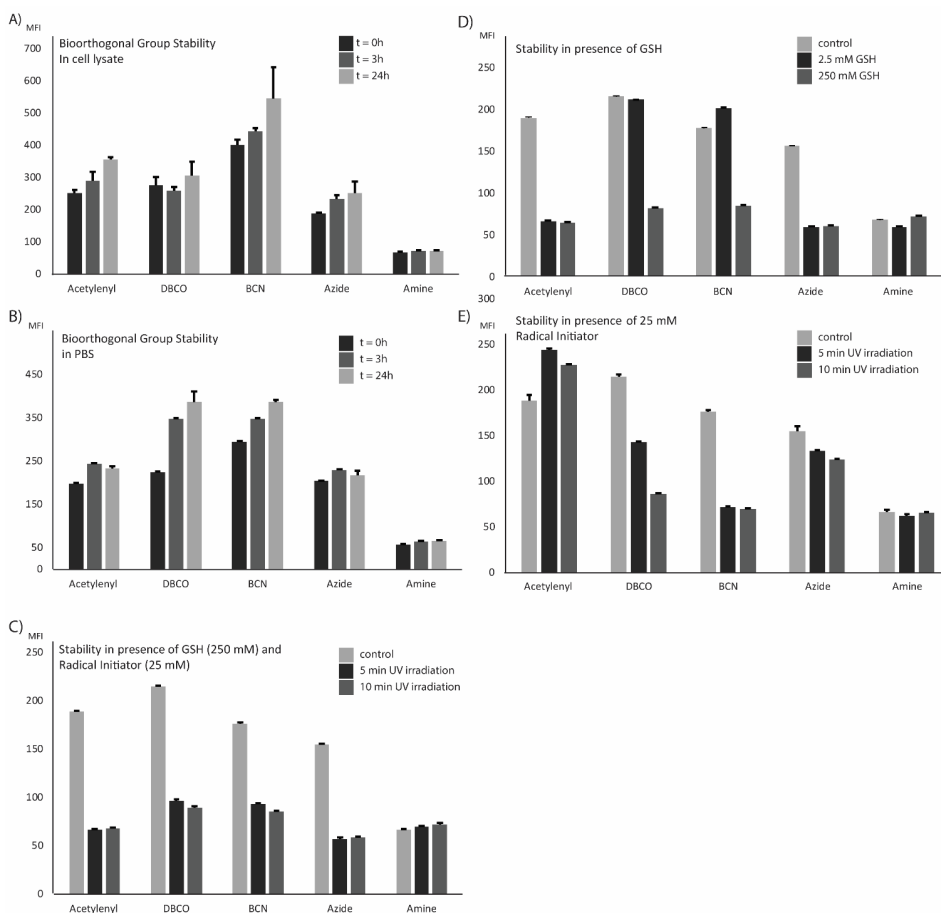 A)
MFI
Bioorthogonal Group Stability
In cell lysate
t = 0h
t = 3h
t = 24h
700
600
500
400
300
200
100
0
Acetylenyl DBCO BCN Azide Amine
B)
MFI
Bioorthogonal Group Stability
in PBS
t = 0h
t = 3h
t = 24h
450
350
250
150
50
0
Acetylenyl DBCO BCN Azide Amine
C)
MFI
Stability in presence of GSH (250 mM) and
Radical Initiator (25 mM)
control
5 min UV irradiation
10 min UV irradiation
200
150
100
50
0
Acetylenyl DBCO BCN Azide Amine
D)
MFI
Stability in presence of GSH
control
2.5 mM GSH
250 mM GSH
250
200
150
100
50
0
Acetylenyl DBCO BCN Azide Amine
300
E)
MFI
Stability in presence of 25 mM
Radical Initiator
control
5 min UV irradiation
10 min UV irradiation
250
200
150
100
50
0
Acetylenyl DBCO BCN Azide Amine